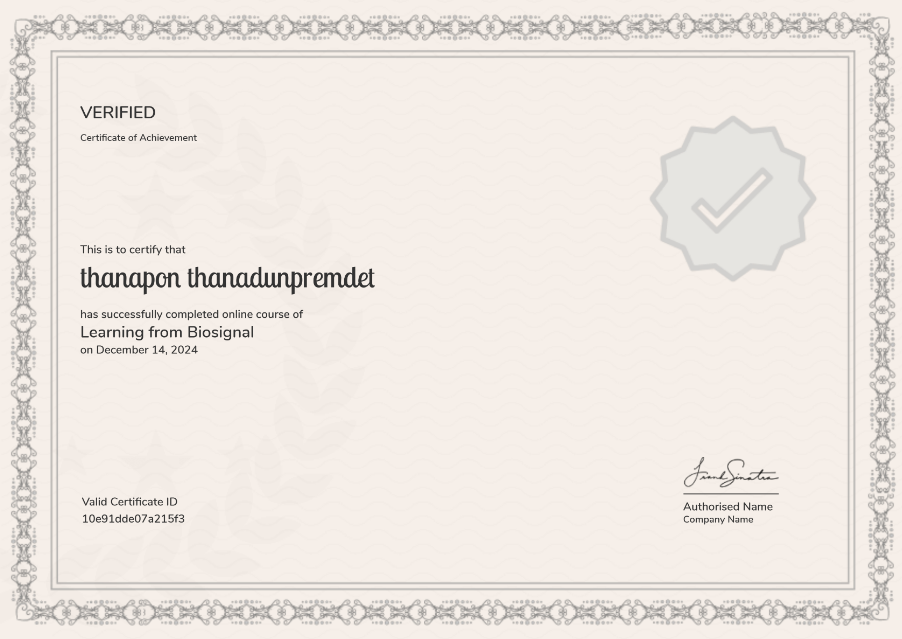 VERIFIED
Certificate of Achievement
This is to certify that
thanapon thanadunpremdet
has successfully completed online course of
Learning from Biosignal
on December 14, 2024
Frank Sinatra
Valid Certificate ID
10e91dde07a215f3
Authorised Name
Company Name